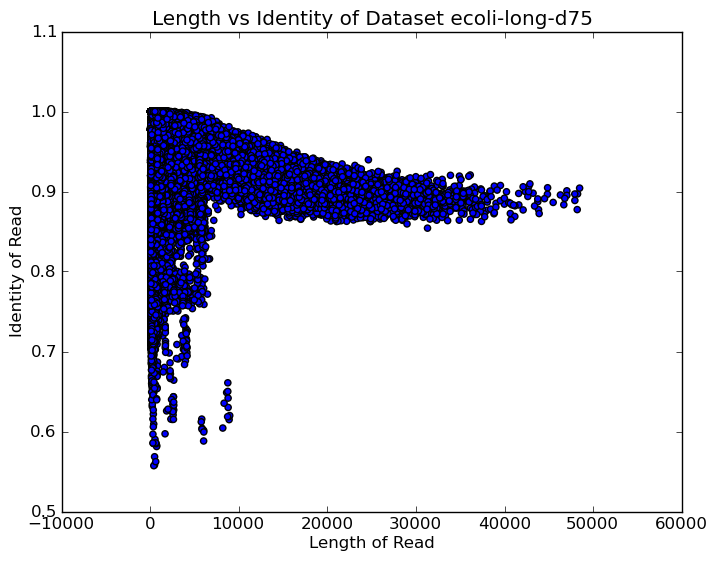 Length vs Identity of Dataset ecoli-long-d75
1.1
1.0
0.9
0.8
0.7
0.6
0.5
Identity of Read
−10000 0 10000 20000 30000 40000 50000 60000
Length of Read